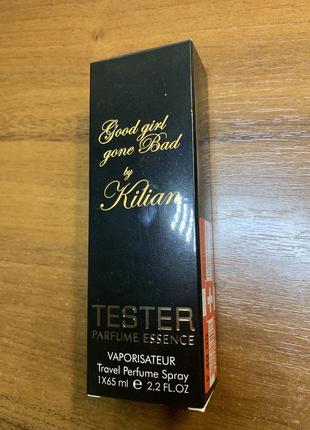 Good girl
gone Bad
by
Kilian
TESTER
PARFUME ESSENCE
VAPORISATEUR
Travel Perfume Spray
1X65 ml ℮ 2.2 FL.OZ